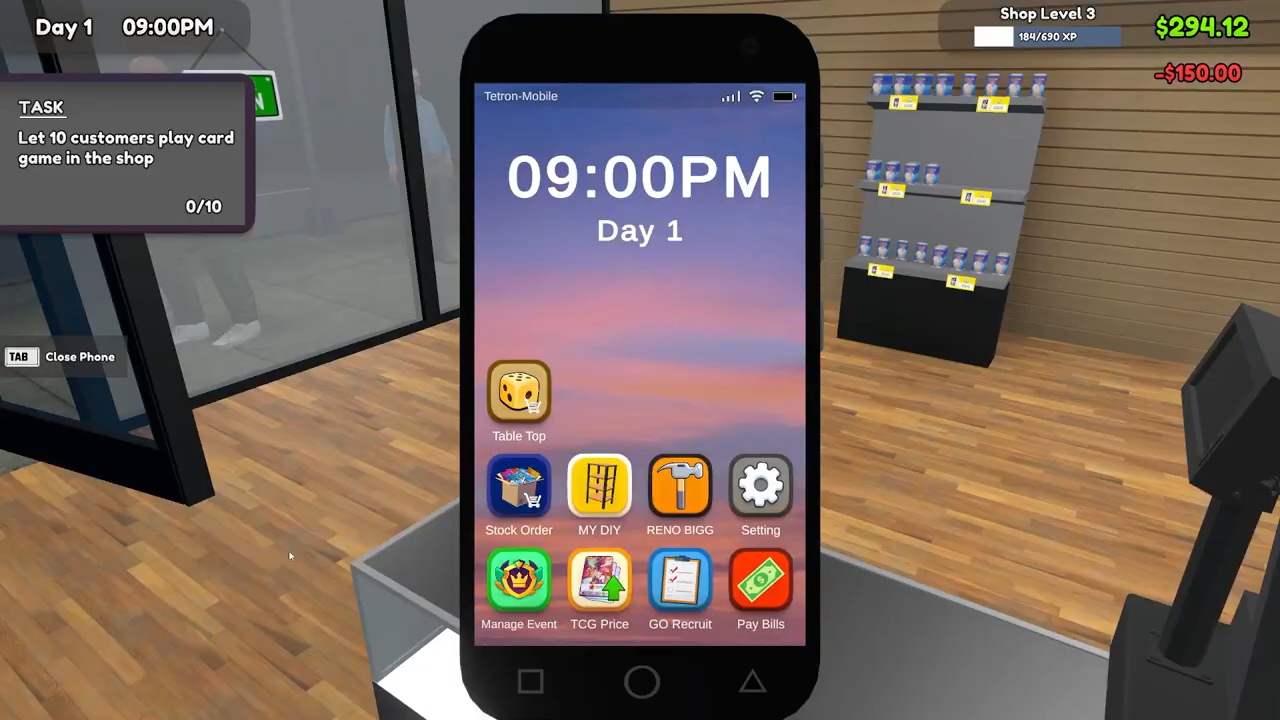 Day 1 09:00PM
Shop Level 3
184/690 XP
$294.12
-$150.00
TASK
Let 10 customers play card
game in the shop
0/10
TAB Close Phone
Tetron-Mobile
09:00PM
Day 1
Table Top
Stock Order
MY DIY
RENO BIGG
Setting
Manage Event
TCG Price
GO Recruit
Pay Bills